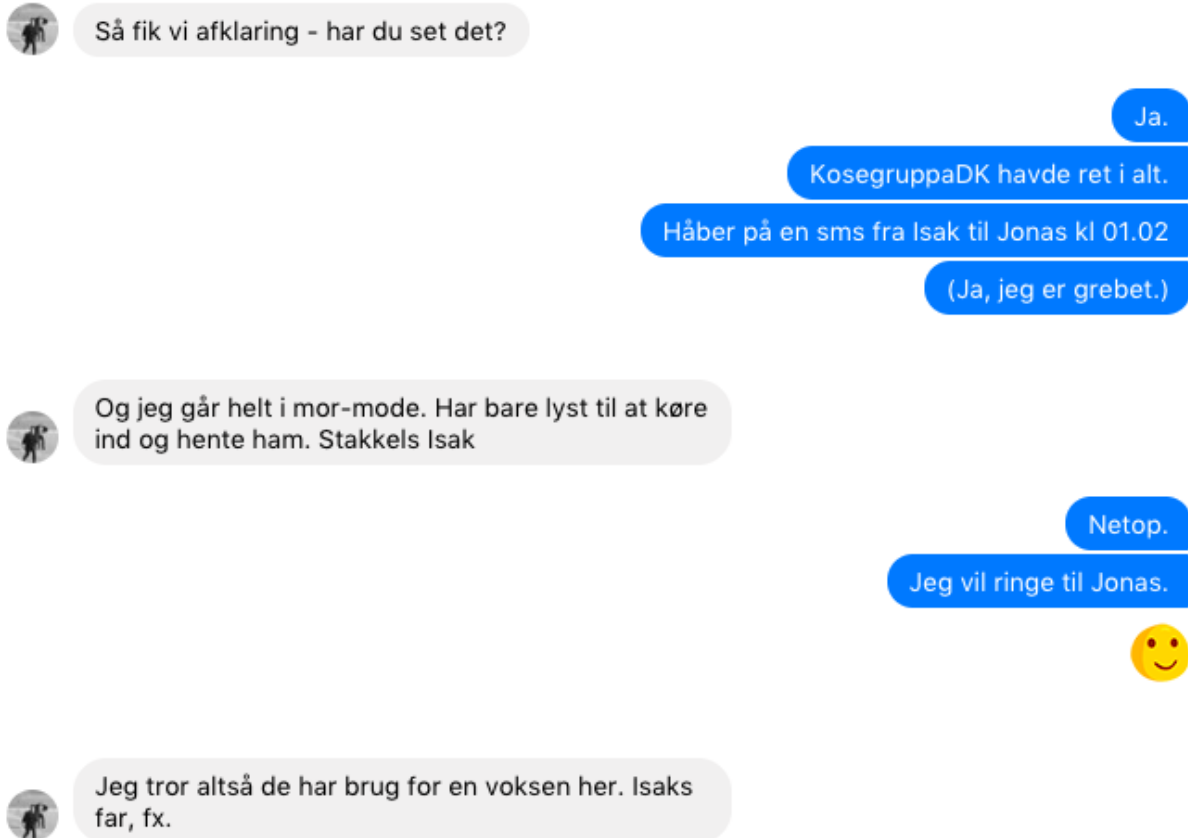 Så fik vi afklaring - har du set det?
Ja.
KosegruppaDK havde ret i alt.
Håber på en sms fra Isak til Jonas kl 01.02
(Ja, jeg er grebet.)
Og jeg går helt i mor-mode. Har bare lyst til at køre
ind og hente ham. Stakkels Isak
Netop.
Jeg vil ringe til Jonas.
Jeg tror altså de har brug for en voksen her. Isaks
far, fx.